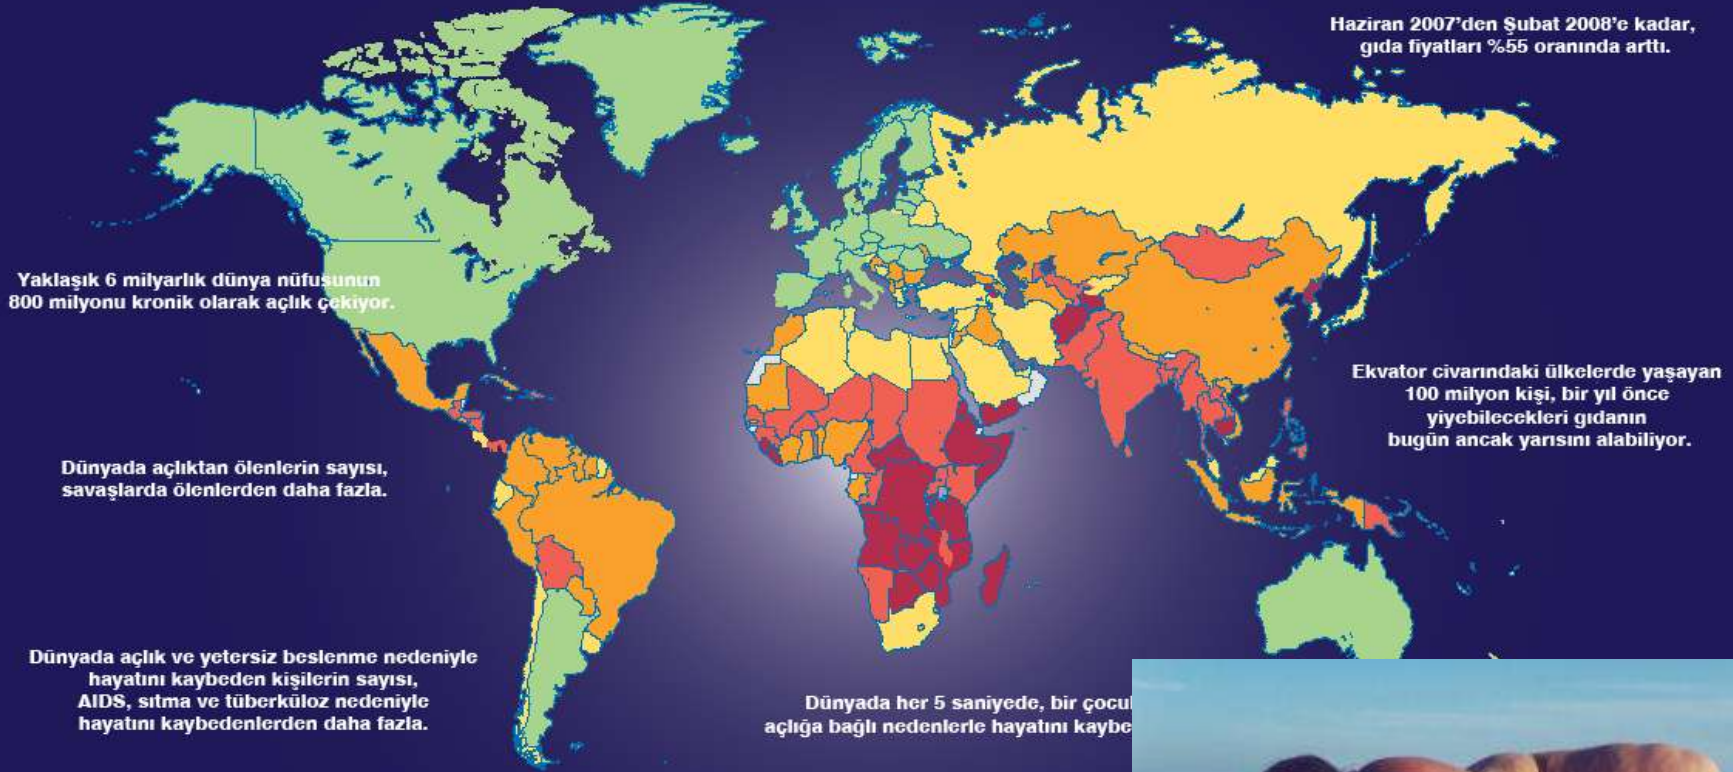 Haziran 2007'den Şubat 2008'e kadar,
gıda fiyatları %55 oranında arttı.
Yaklaşık 6 milyarlık dünya nüfusunun
800 milyonu kronik olarak açlık çekiyor.
Ekvator civarındaki ülkelerde yaşayan
100 milyon kişi, bir yıl önce
yiyebilecekleri gıdanın
bugün ancak yarısını alabiliyor.
Dünyada açlıktan ölenlerin sayısı,
savaşlarda ölenlerden daha fazla.
Dünyada açlık ve yetersiz beslenme nedeniyle
hayatını kaybeden kişilerin sayısı,
AIDS, sıtma ve tüberküloz nedeniyle
hayatını kaybedenlerden daha fazla.
Dünyada her 5 saniyede, bir
açlığa bağlı nedenlerle hayatını